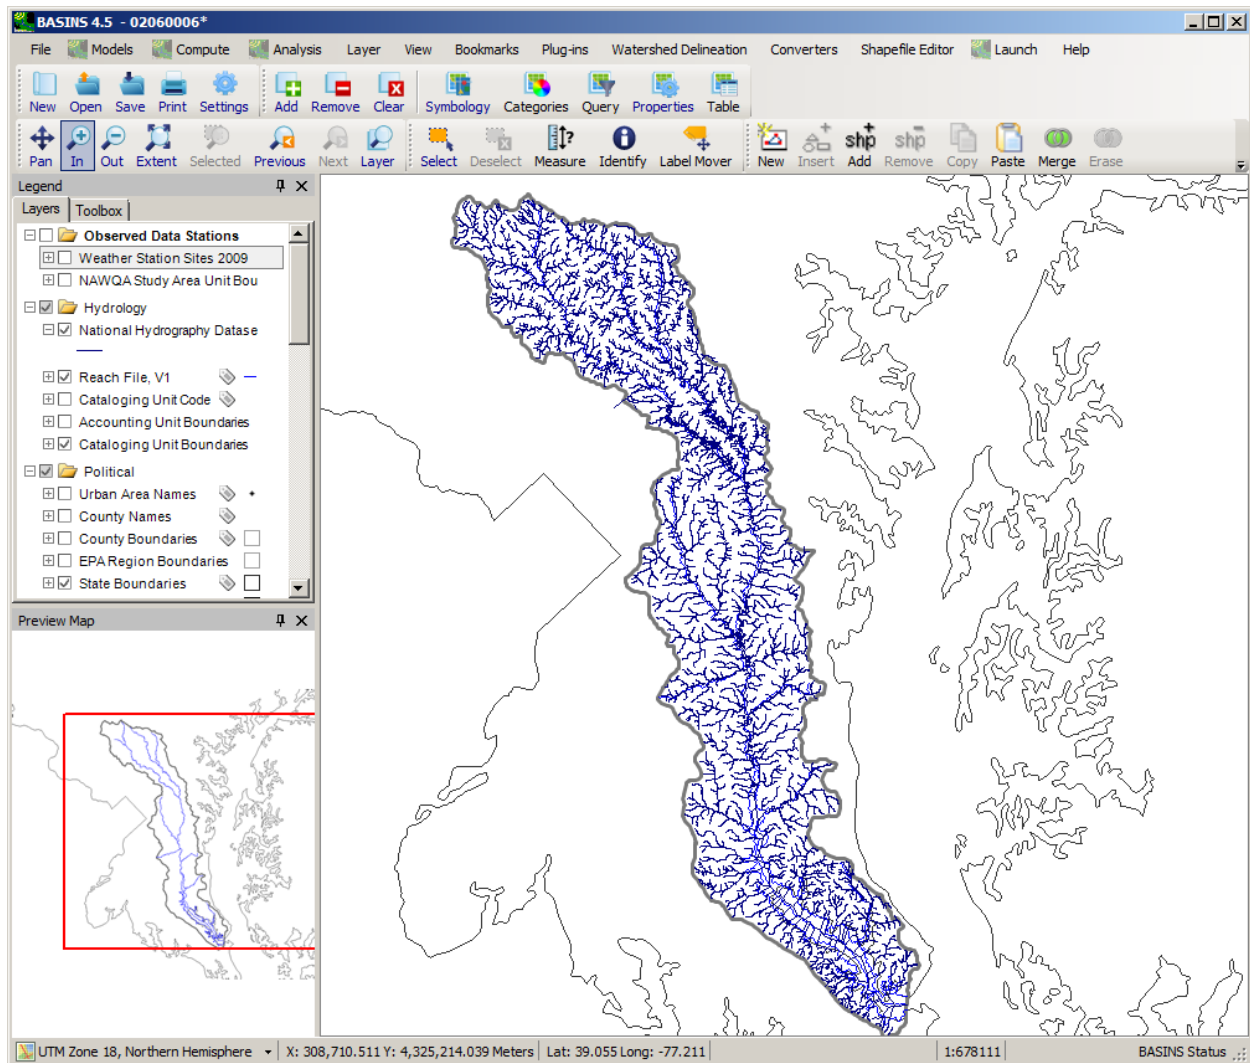 BASINS 4.5 - 02060006*
File Models Compute Analysis Layer View Bookmarks Plug-ins Watershed Delineation Converters Shapefile Editor Launch Help
New Open Save Print Settings Add Remove Clear Symbology Categories Query Properties Table
Pan In Out Extent Selected Previous Next Layer Select Deselect Measure Identify Label Mover New Insert Add Remove Copy Paste Merge Erase
Legend
Layers Toolbox
Observed Data Stations
Weather Station Sites 2009
NAWQA Study Area Unit Bou
Hydrology
National Hydrography Datase
Reach File, V1
Cataloging Unit Code
Accounting Unit Boundaries
Cataloging Unit Boundaries
Political
Urban Area Names
County Names
County Boundaries
EPA Region Boundaries
State Boundaries
Preview Map
UTM Zone 18, Northern Hemisphere X: 308,710.511 Y: 4,325,214.039 Meters Lat: 39.055 Long: -77.211 1:678111 BASINS Status